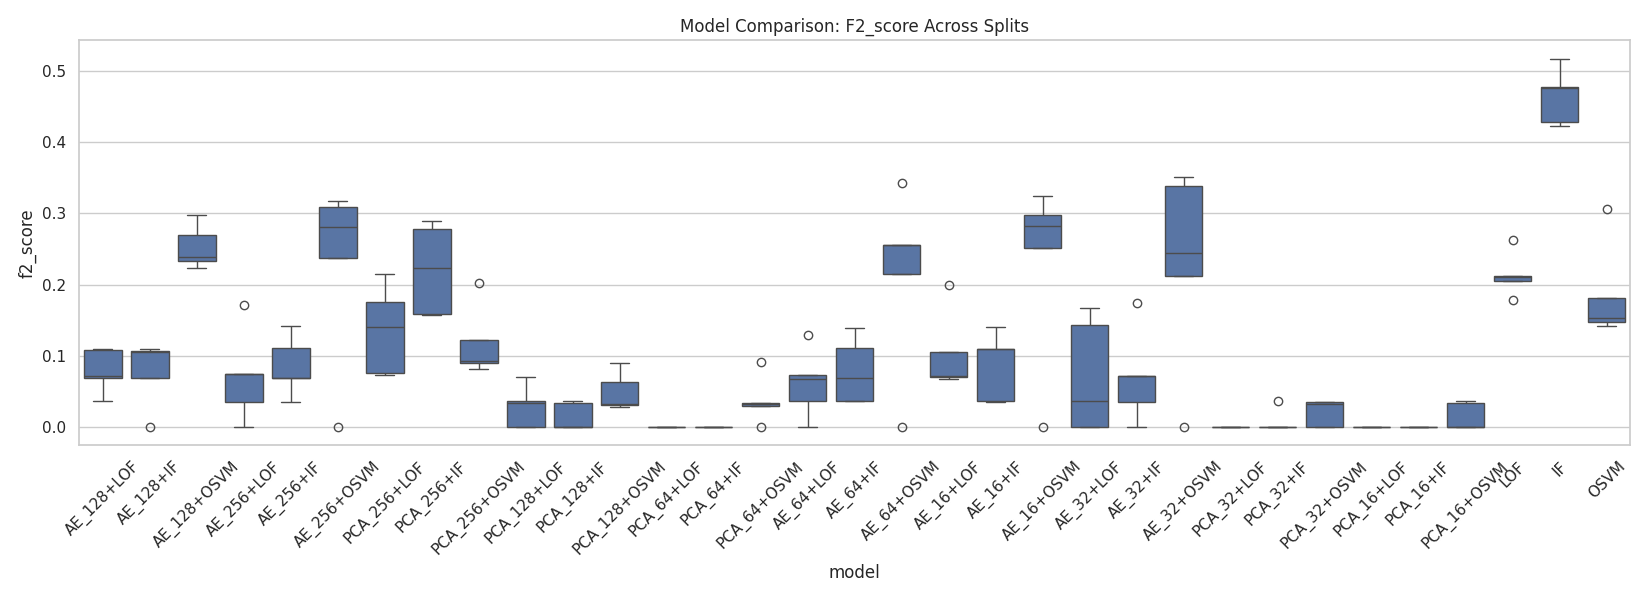 Model Comparison: F2_score Across Splits
f2_score
0.5
0.4
0.3
0.2
0.1
0.0
AE_128+LOF
AE_128+IF
AE_128+OSVM
AE_256+LOF
AE_256+IF
AE_256+OSVM
PCA_256+LOF
PCA_256+IF
PCA_256+OSVM
PCA_128+LOF
PCA_128+IF
PCA_128+OSVM
PCA_64+LOF
PCA_64+IF
PCA_64+OSVM
AE_64+LOF
AE_64+IF
AE_64+OSVM
AE_16+LOF
AE_16+IF
AE_16+OSVM
AE_32+LOF
AE_32+IF
AE_32+OSVM
PCA_32+LOF
PCA_32+IF
PCA_32+OSVM
PCA_16+LOF
PCA_16+IF
PCA_16+OSVM
LOF
IF
OSVM
model